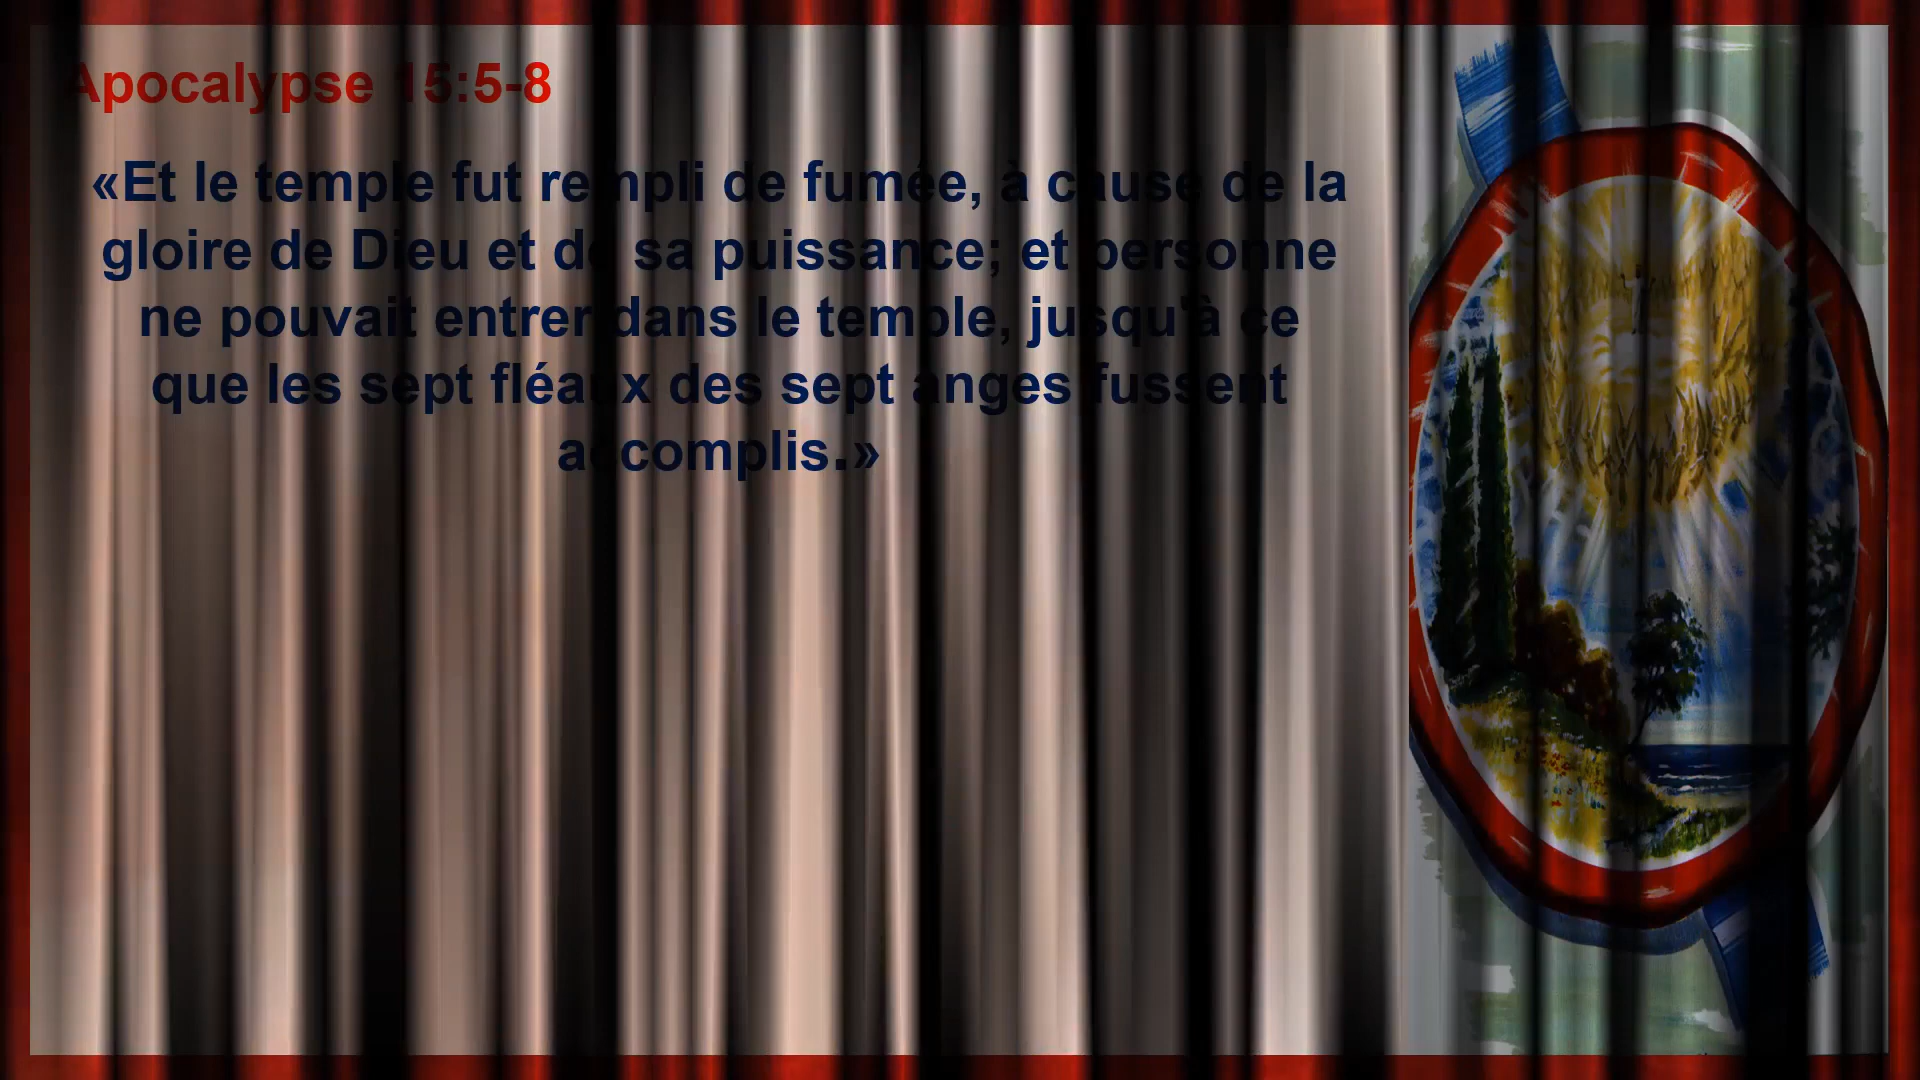 Apocalypse 15:5-8
«Et le temple fut rempli de fumée, à cause de la
gloire de Dieu et de sa puissance; et personne
ne pouvait entrer dans le temple, jusqu'à ce
que les sept fléaux des sept anges fussent
accomplis.»